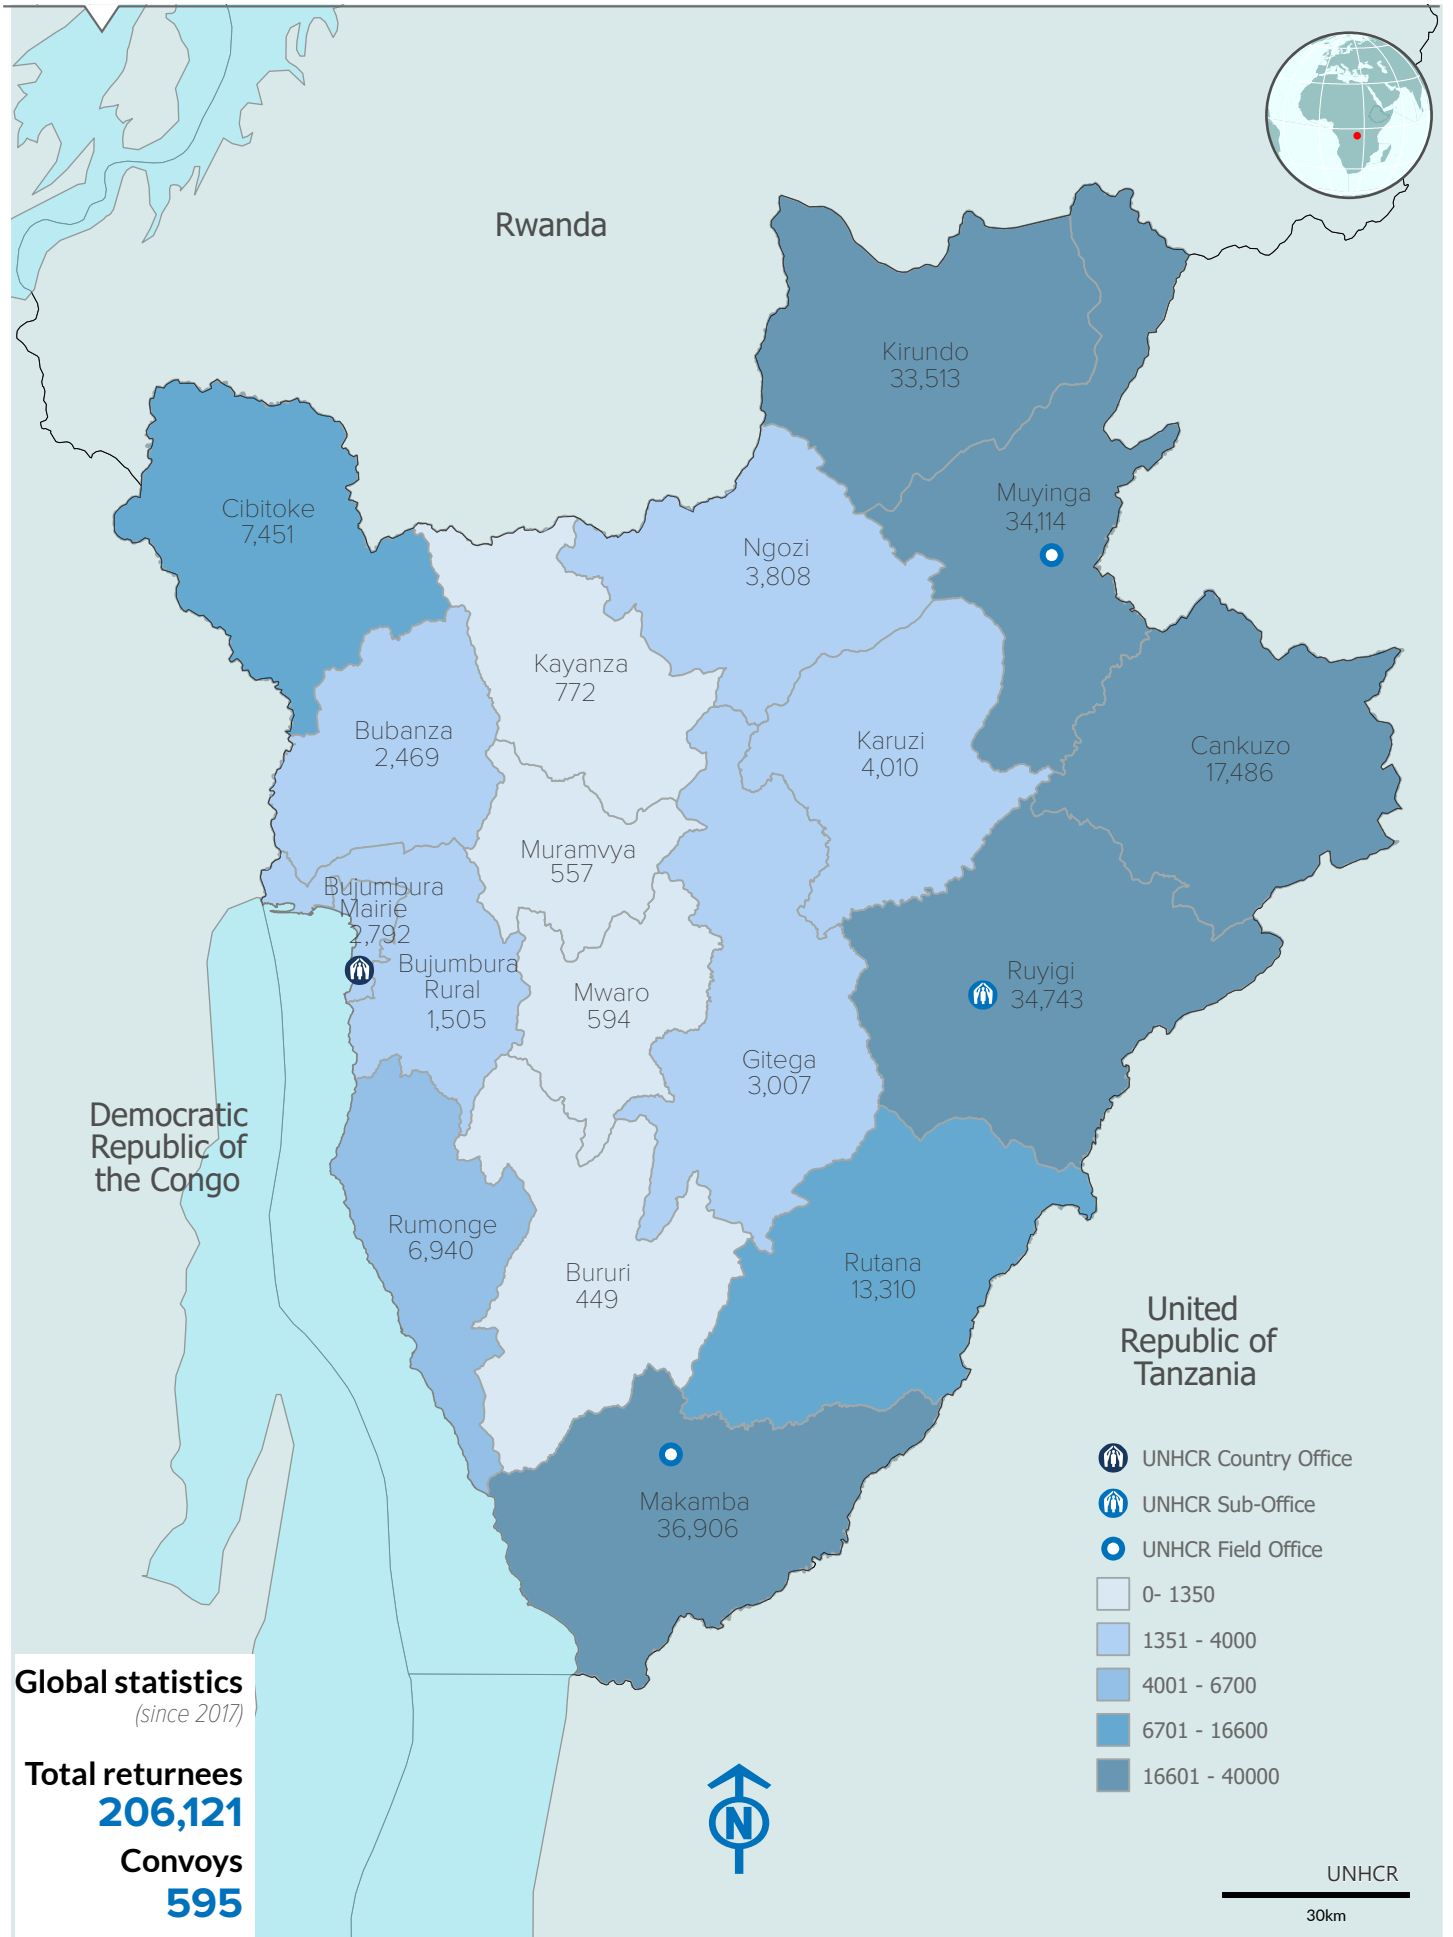 Rwanda
Kirundo
33,513
Muyinga
34,114
Cibitoke
7,451
Ngozi
3,808
Kayanza
772
Bubanza
2,469
Karuzi
4,010
Cankuzo
17,486
Muramvya
557
Bujumbura
Mairie
2,792
Bujumbura
Rural
1,505
Mwaro
594
Ruyigi
34,743
Gitega
3,007
Democratic
Republic of
the Congo
Rumonge
6,940
Bururi
449
Rutana
13,310
United
Republic of
Tanzania
Makamba
36,906
UNHCR Country Office
UNHCR Sub-Office
UNHCR Field Office
0- 1350
1351 - 4000
4001 - 6700
6701 - 16600
16601 - 40000
Global statistics
(since 2017)
Total returnees
206,121
Convoys
595
N
UNHCR
30km